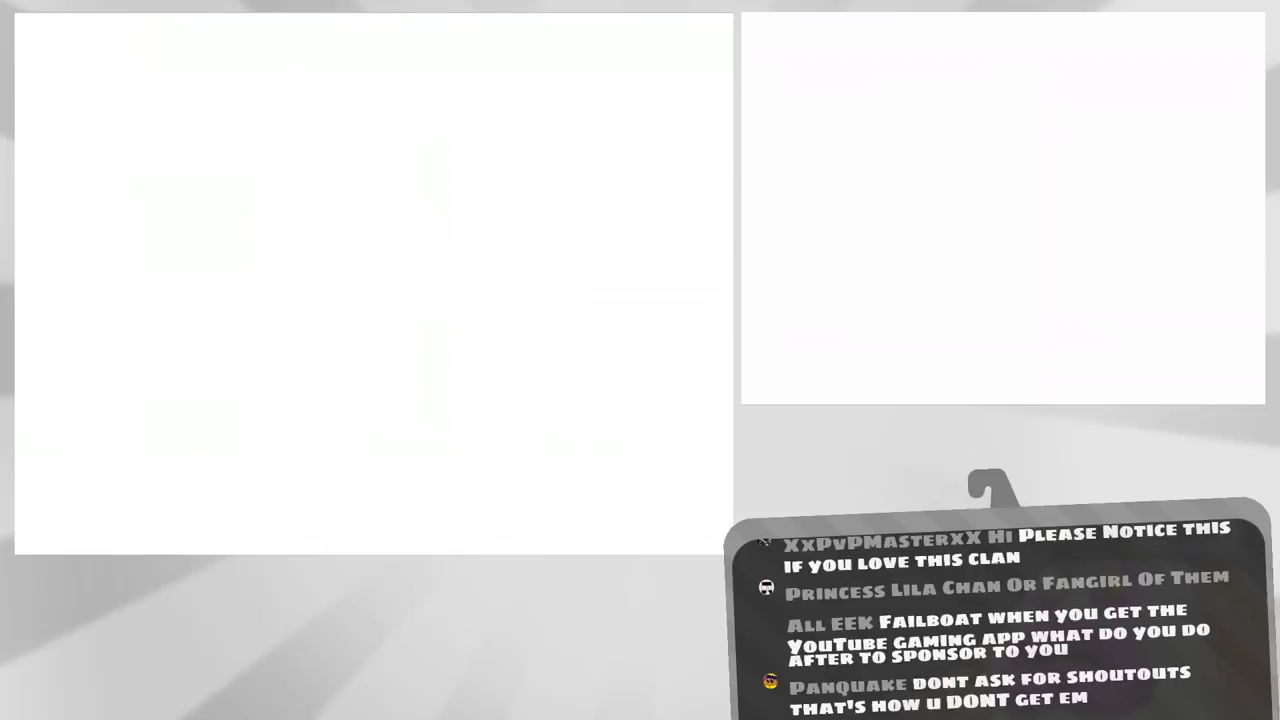 XxPvPMasterxX Hi Please Notice this
if you love this clan
Princess Lila Chan Or Fangirl Of Them
All EEK Failboat when you get the
YouTube gaming app what do you do
after to sponsor to you
Panquake dont ask for shoutouts
that's how u DONT get em